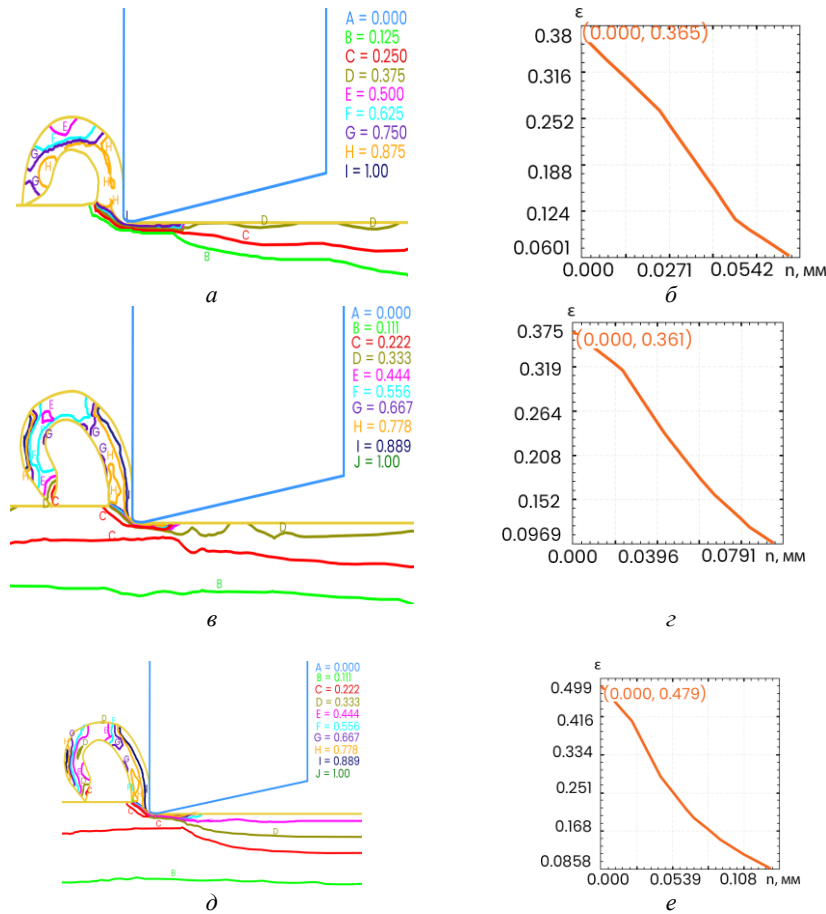 A = 0.000
B = 0.125
C = 0.250
D = 0.375
E = 0.500
F = 0.625
G = 0.750
H = 0.875
I = 1.00
E
F
G
G
H
H
H
H
I
D
D
C
B
а
ε
(0.000, 0.365)
0.38
0.316
0.252
0.188
0.124
0.0601
0.000
0.0271
0.0542
n, мм
б
A = 0.000
B = 0.111
C = 0.222
D = 0.333
E = 0.444
F = 0.556
G = 0.667
H = 0.778
I = 0.889
J = 1.00
E
G
G
G
F
H
H
E
I
D
C
C
C
D
B
в
ε
(0.000, 0.361)
0.375
0.319
0.264
0.208
0.152
0.0969
0.000
0.0396
0.0791
n, мм
г
A = 0.000
B = 0.111
C = 0.222
D = 0.333
E = 0.444
F = 0.556
G = 0.667
H = 0.778
I = 0.889
J = 1.00
D
F
G
E
G
H
D
E
C
I
C
C
D
B
д
ε
(0.000, 0.479)
0.499
0.416
0.334
0.251
0.168
0.0858
0.000
0.0539
0.108
n, мм
е